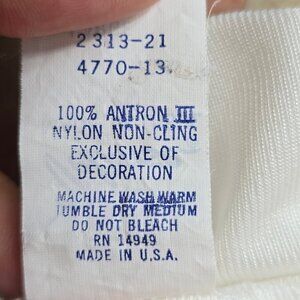 2313-21
4770-13
100% ANTRON III
NYLON NON-CLING
EXCLUSIVE OF
DECORATION
MACHINE WASH WARM
TUMBLE DRY MEDIUM
DO NOT BLEACH
RN 14949
MADE IN U.S.A.